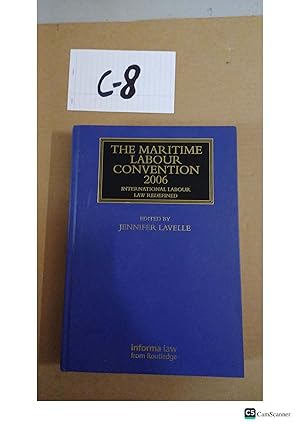 C-8
THE MARITIME
LABOUR
CONVENTION
2006
INTERNATIONAL LABOUR
LAW REDEFINED
EDITED BY
JENNIFER LAVELLE
informa law
from Routledge
CS CamScanner